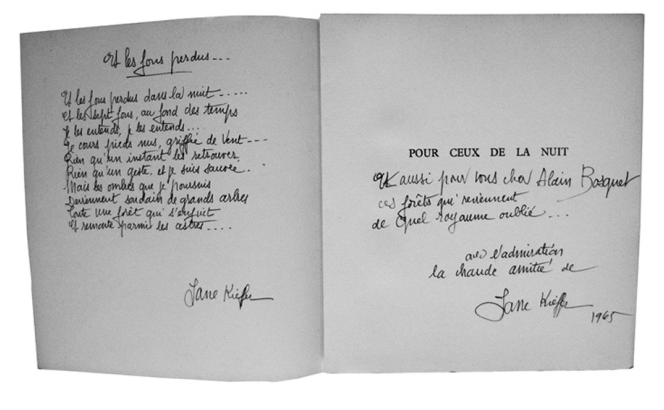 Et les fous perdus...
Et les fous perdus dans la nuit.....
et les sept fous, au fond des temps
je les entends, je les entends...
Je cours pieds nus, griffée de vent...
Rien qu'un instant les retrouver,
Rien qu'un geste, et je suis sauvée...
Mais les ombres que je poursuis
Deviennent soudain de grands arbres
Toute une forêt qui s'enfuit
Et remonte parmi les astres....
Jane Kieffer
POUR CEUX DE LA NUIT
Et aussi pour vous cher Alain Bosquet
ces forêts qui reviennent
de quel royaume oublié...
avec l'admiration
la chaude amitié de
Jane Kieffer
1965